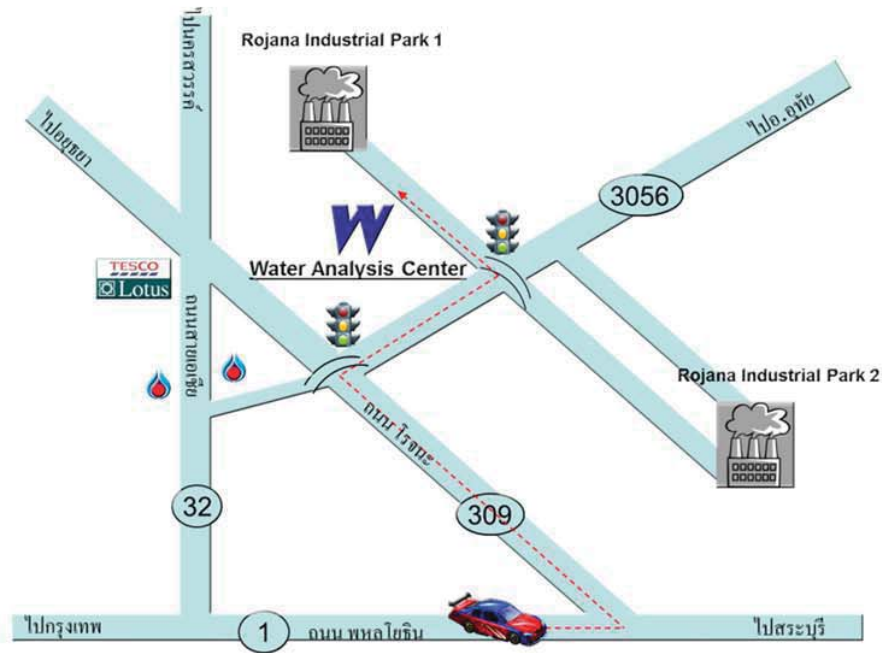 ไปนครสวรรค์
Rojana Industrial Park 1
ไปอยุธยา
ไปอ.อุทัย
3056
W
Water Analysis Center
TESCO
Lotus
ถนนสายเอเซีย
Rojana Industrial Park 2
ถนน โรจนะ
32
309
ไปกรุงเทพ
1
ถนน พหลโยธิน
ไปสระบุรี